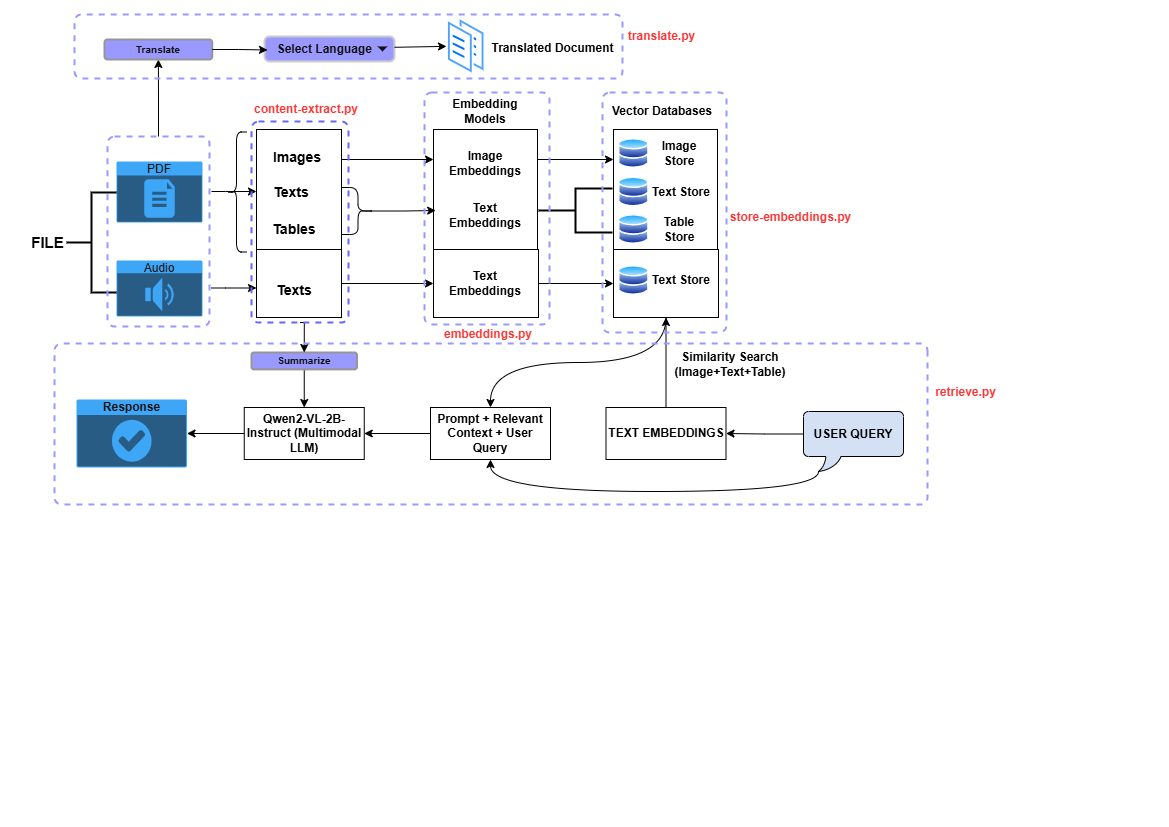 translate.py
Translate
Select Language
Translated Document
content-extract.py
Embedding
Models
Vector Databases
FILE
PDF
Audio
Images
Texts
Tables
Texts
Image
Embeddings
Text
Embeddings
Text
Embeddings
Image
Store
Text Store
Table
Store
Text Store
store-embeddings.py
embeddings.py
Summarize
Similarity Search
(Image+Text+Table)
retrieve.py
Response
Qwen2-VL-2B-
Instruct (Multimodal
LLM)
Prompt + Relevant
Context + User
Query
TEXT EMBEDDINGS
USER QUERY